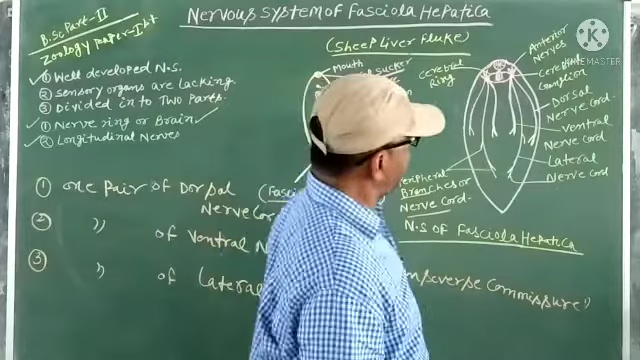 Nervous System of Fasciola Hepatica
(Sheep Liver Fluke)
B.Sc Part-II
Zoology paper-Ist
① Well developed N.S.
② Sensory organs are lacking
③ Divided in to Two Parts.
① Nerve ring or Brain
② Longitudinal Nerves
① one pair of Dorsal
Nerve Cor
② " of Ventral N
③ " of Lateral
Mouth
sucker
Cerebral
Ring
Anterior
Nerves
Cerebral
Ganglion
Dorsal
Nerve Cord
Ventral
Nerve Cord
Lateral
Nerve Cord
Peripheral
Branches or
Nerve Cord.
(Fasci
N.S of Fasciola Hepatica
Commissure"
KINEMASTER